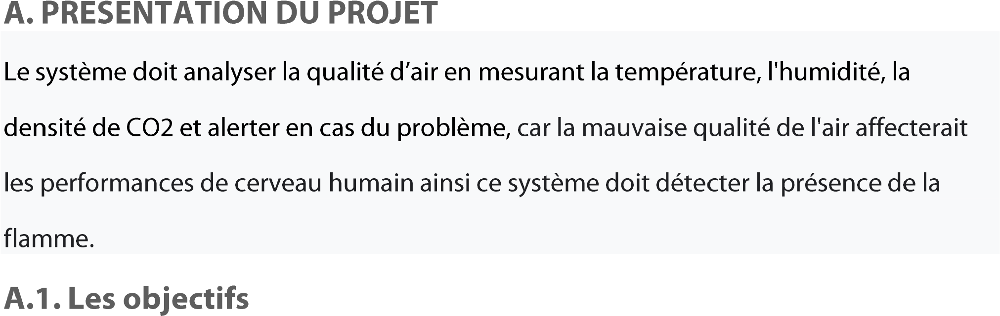 A. PRESENTATION DU PROJET
Le système doit analyser la qualité d’air en mesurant la température, l'humidité, la
densité de CO2 et alerter en cas du problème, car la mauvaise qualité de l'air affecterait
les performances de cerveau humain ainsi ce système doit détecter la présence de la
flamme.
A.1. Les objectifs